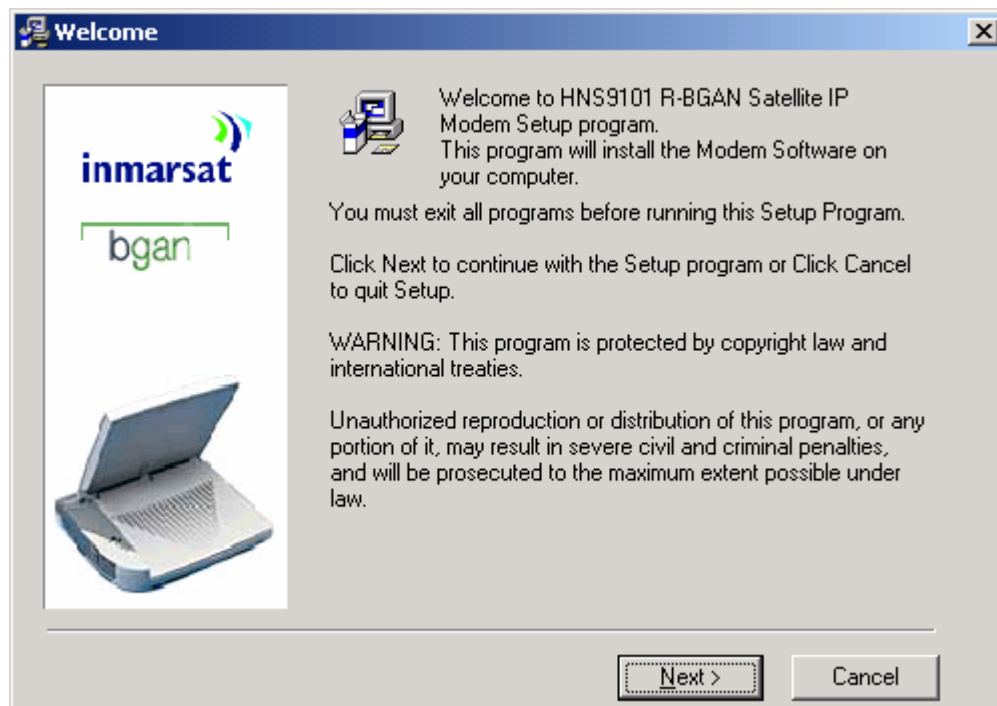 Welcome
inmarsat
bgan
Welcome to HNS9101 R-BGAN Satellite IP
Modem Setup program.
This program will install the Modem Software on
your computer.
You must exit all programs before running this Setup Program.
Click Next to continue with the Setup program or Click Cancel
to quit Setup.
WARNING: This program is protected by copyright law and
international treaties.
Unauthorized reproduction or distribution of this program, or any
portion of it, may result in severe civil and criminal penalties,
and will be prosecuted to the maximum extent possible under
law.
Next >
Cancel